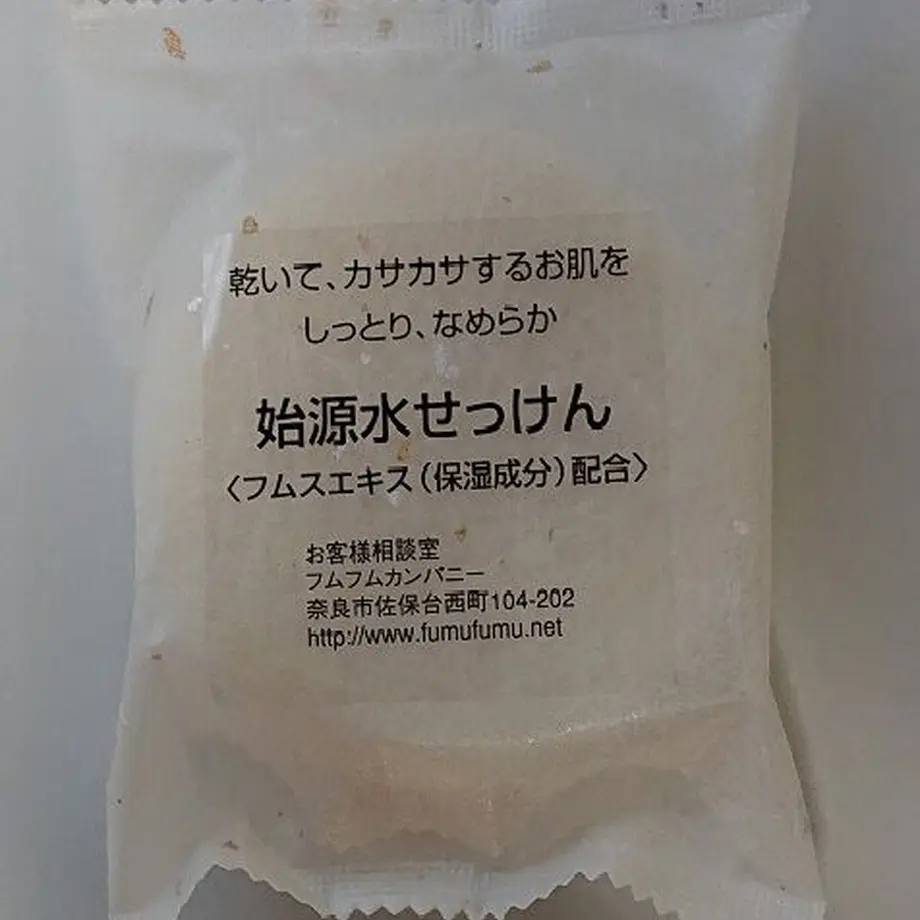 乾いて、カサカサするお肌を
しっとり、なめらか
始源水せっけん
〈フムスエキス(保湿成分)配合〉
お客様相談室
フムフムカンパニー
奈良市佐保台西町104-202
http://www.fumufumu.net